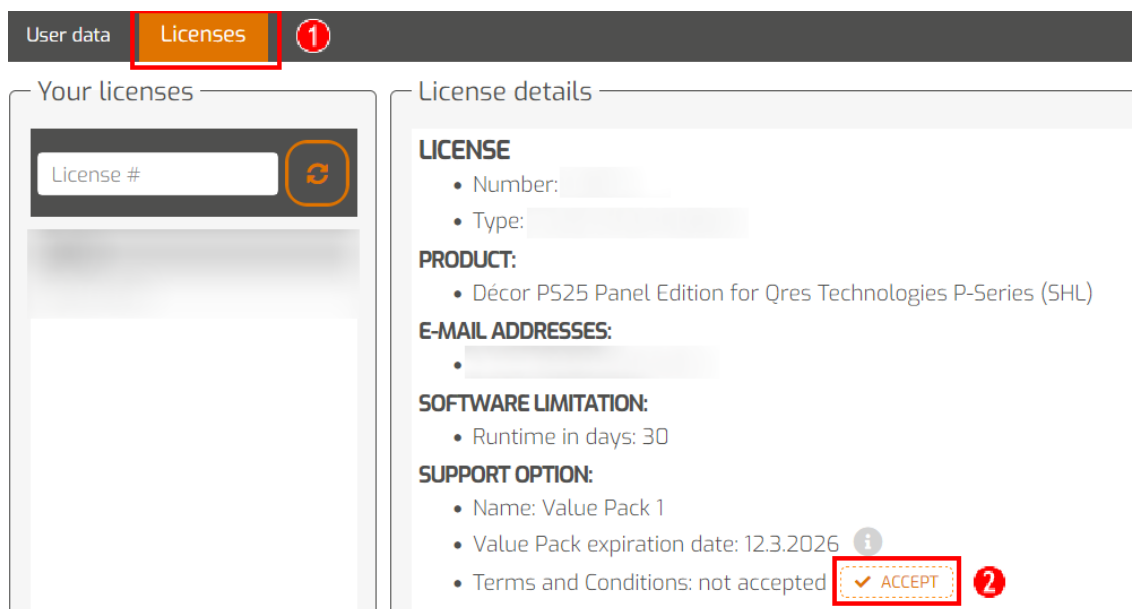 User data
Licenses
1
Your licenses
License #
License details
LICENSE
• Number:
• Type:
PRODUCT:
• Décor PS25 Panel Edition for Qres Technologies P-Series (SHL)
E-MAIL ADDRESSES:
SOFTWARE LIMITATION:
• Runtime in days: 30
SUPPORT OPTION:
• Name: Value Pack 1
• Value Pack expiration date: 12.3.2026 i
• Terms and Conditions: not accepted ACCEPT 2